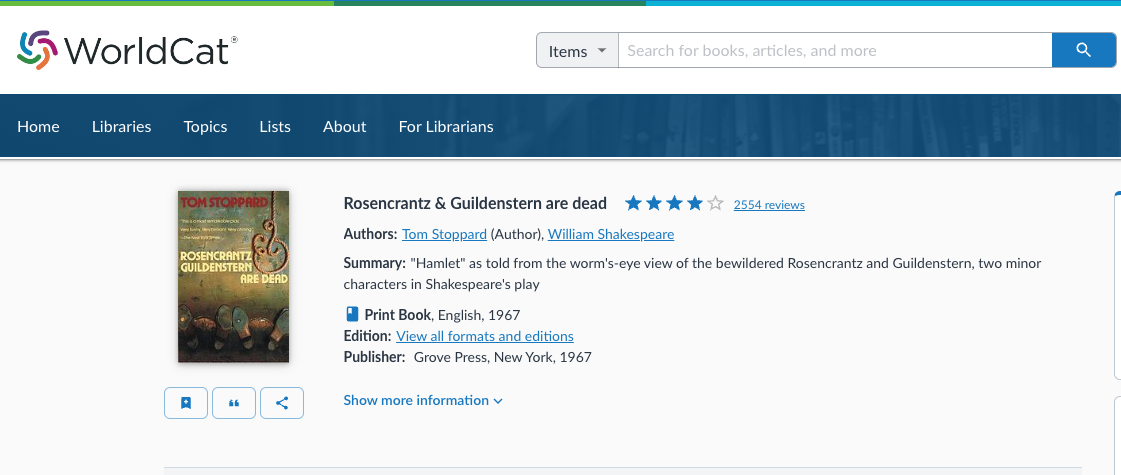 WorldCat®
Items
Search for books, articles, and more
Home
Libraries
Topics
Lists
About
For Librarians
TOM STOPPARD
ROSENCRANTZ
GUILDENSTERN
ARE DEAD
Rosencrantz & Guildenstern are dead
2554 reviews
Authors: Tom Stoppard (Author), William Shakespeare
Summary: "Hamlet" as told from the worm's-eye view of the bewildered Rosencrantz and Guildenstern, two minor
characters in Shakespeare's play
Print Book, English, 1967
Edition: View all formats and editions
Publisher: Grove Press, New York, 1967
Show more information